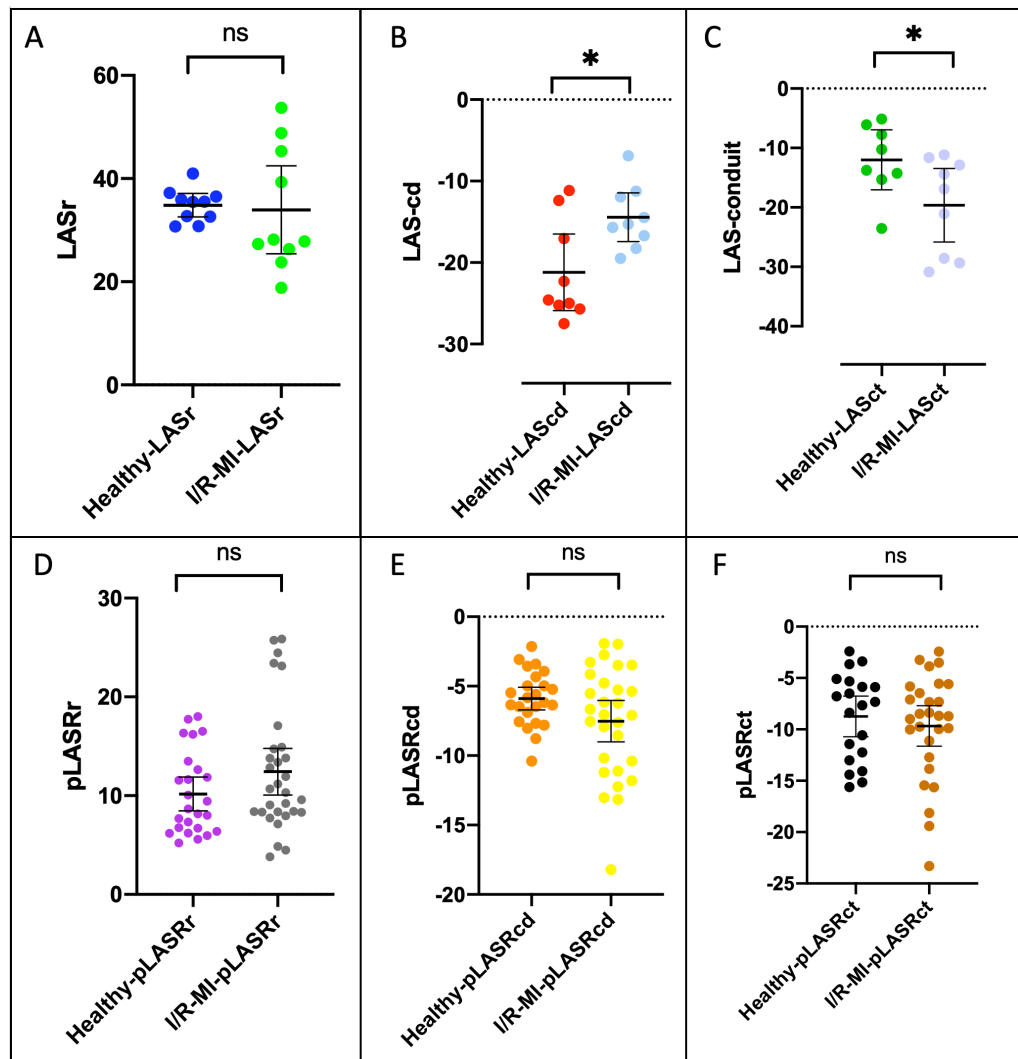 A
ns
LASr
60
40
20
0
Healthy-LASr
I/R-MI-LASr
B
*
LAS-cd
0
-10
-20
-30
Healthy-LAScd
I/R-MI-LAScd
C
*
LAS-conduit
0
-10
-20
-30
-40
Healthy-LASct
I/R-MI-LASct
D
ns
pLASRr
30
20
10
0
Healthy-pLASRr
I/R-MI-pLASRr
E
ns
pLASRcd
0
-5
-10
-15
-20
Healthy-pLASRcd
I/R-MI-pLASRcd
F
ns
pLASRct
0
-5
-10
-15
-20
-25
Healthy-pLASRct
I/R-MI-pLASRct